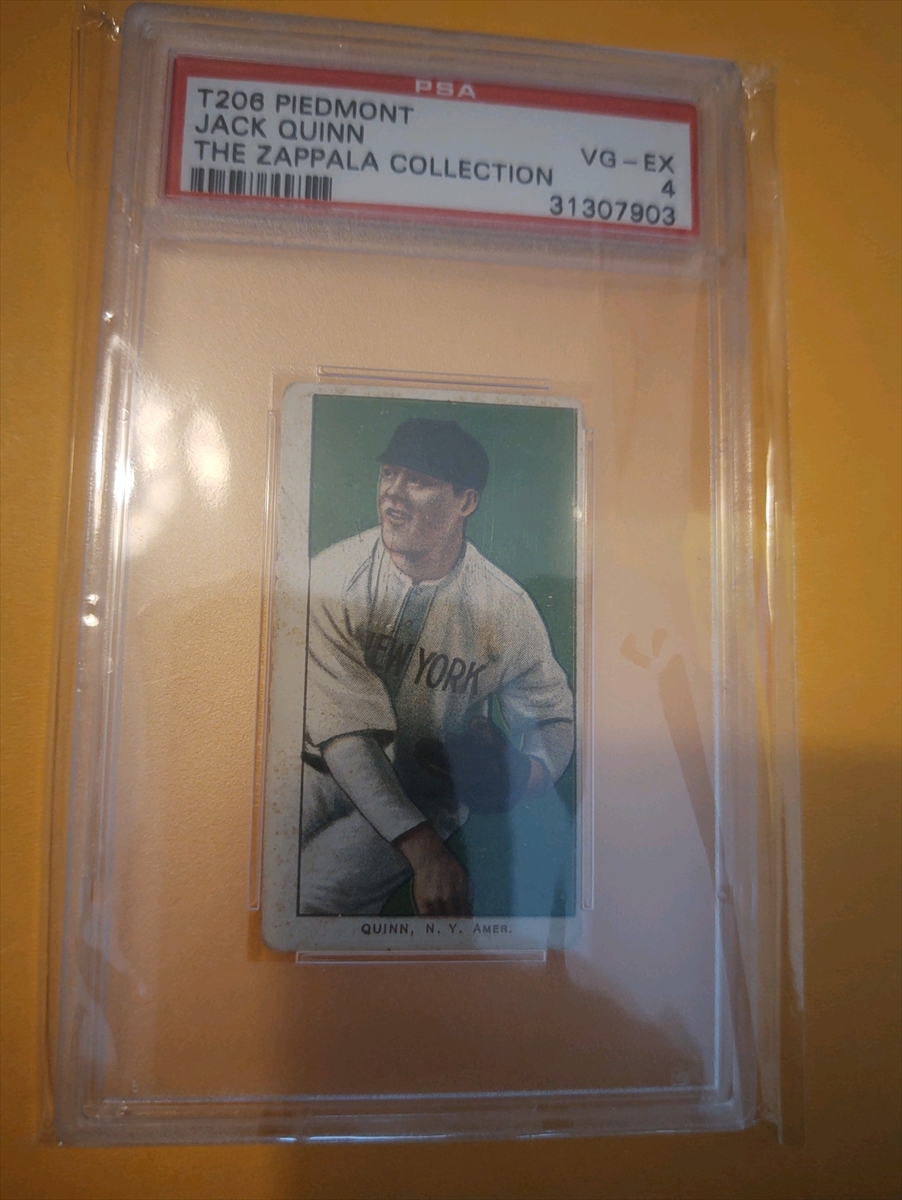 PSA
T206 PIEDMONT
JACK QUINN
THE ZAPPALA COLLECTION
VG-EX
4
31307903
NEW YORK
QUINN, N. Y. AMER.